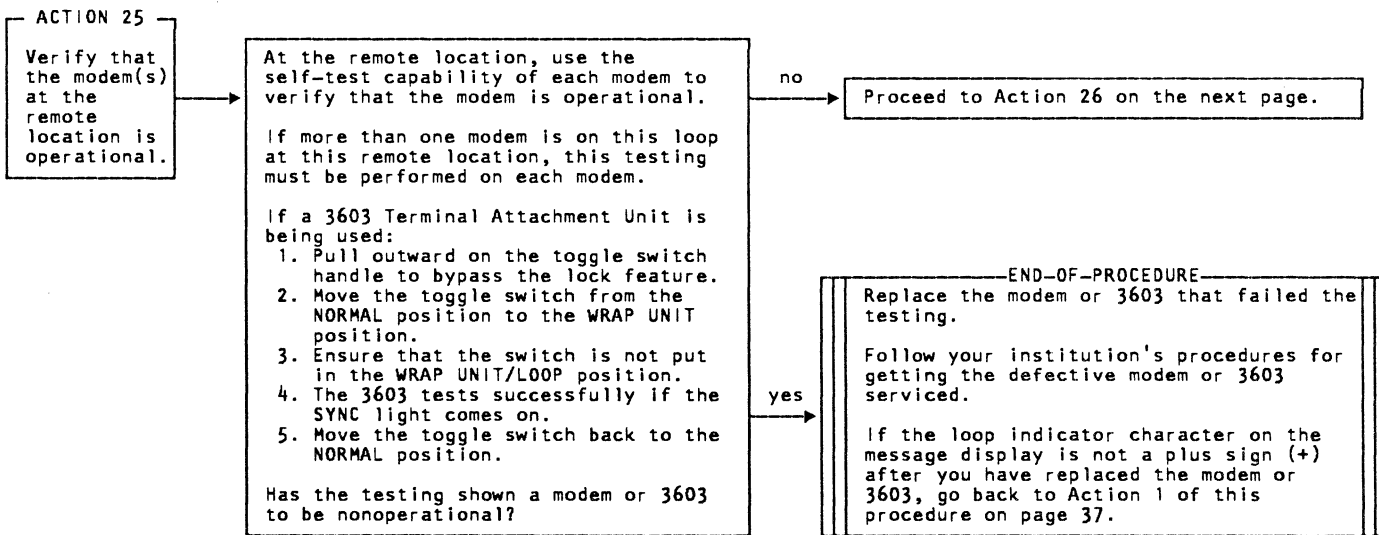 ACTION 25
Verify that
the modem(s)
at the
remote
location is
operational.
At the remote location, use the
self-test capability of each modem to
verify that the modem is operational.
If more than one modem is on this loop
at this remote location, this testing
must be performed on each modem.
If a 3603 Terminal Attachment Unit is
being used:
1. Pull outward on the toggle switch
handle to bypass the lock feature.
2. Move the toggle switch from the
NORMAL position to the WRAP UNIT
position.
3. Ensure that the switch is not put
in the WRAP UNIT/LOOP position.
4. The 3603 tests successfully if the
SYNC light comes on.
5. Move the toggle switch back to the
NORMAL position.
Has the testing shown a modem or 3603
to be nonoperational?
no
Proceed to Action 26 on the next page.
yes
END-OF-PROCEDURE
Replace the modem or 3603 that failed the
testing.
Follow your institution's procedures for
getting the defective modem or 3603
serviced.
If the loop indicator character on the
message display is not a plus sign (+)
after you have replaced the modem or
3603, go back to Action 1 of this
procedure on page 37.